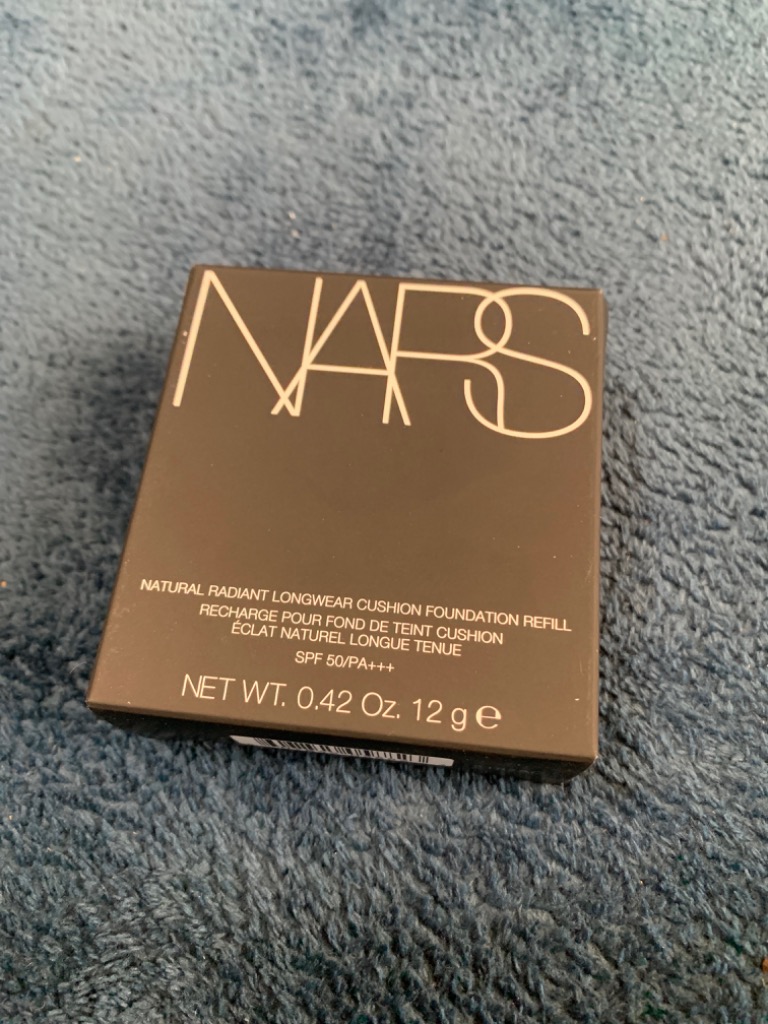 NARS
NATURAL RADIANT LONGWEAR CUSHION FOUNDATION REFILL
RECHARGE POUR FOND DE TEINT CUSHION
ÉCLAT NATUREL LONGUE TENUE
SPF 50/PA+++
NET WT. 0.42 Oz. 12 g ℮